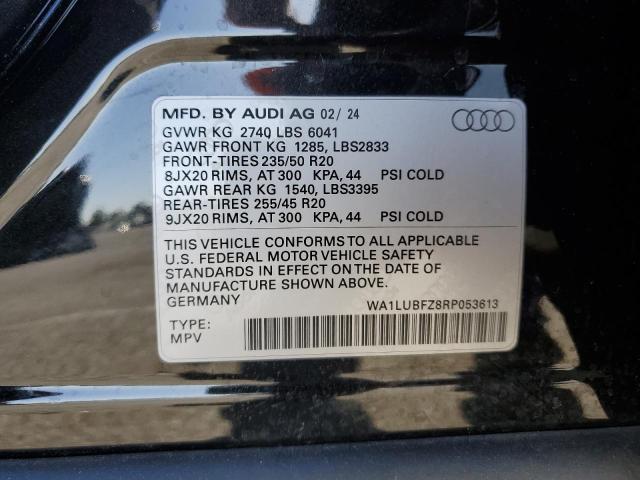 MFD. BY AUDI AG 02/ 24
GVWR KG 2740 LBS 6041
GAWR FRONT KG 1285, LBS2833
FRONT-TIRES 235/50 R20
8JX20 RIMS, AT 300 KPA, 44 PSI COLD
GAWR REAR KG 1540, LBS3395
REAR-TIRES 255/45 R20
9JX20 RIMS, AT 300 KPA, 44 PSI COLD
THIS VEHICLE CONFORMS TO ALL APPLICABLE
U.S. FEDERAL MOTOR VEHICLE SAFETY
STANDARDS IN EFFECT ON THE DATE OF
MANUFACTURE SHOWN ABOVE.
GERMANY WA1LUBFZ8RP053613
TYPE:
MPV